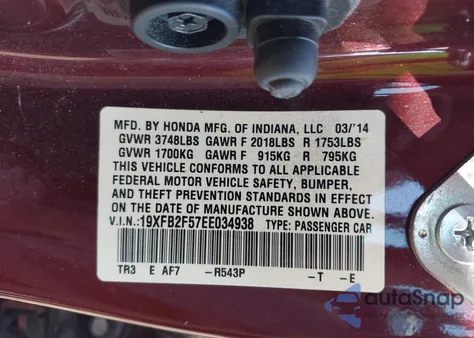 MFD. BY HONDA MFG. OF INDIANA, LLC 03/'14
GVWR 3748LBS GAWR F 2018LBS R 1753LBS
GVWR 1700KG GAWR F 915KG R 795KG
THIS VEHICLE CONFORMS TO ALL APPLICABLE
FEDERAL MOTOR VEHICLE SAFETY, BUMPER,
AND THEFT PREVENTION STANDARDS IN EFFECT
ON THE DATE OF MANUFACTURE SHOWN ABOVE.
V.I.N.: 19XFB2F57EE034938 TYPE: PASSENGER CAR
TR3 E AF7 -R543P -T -E
autoSnap